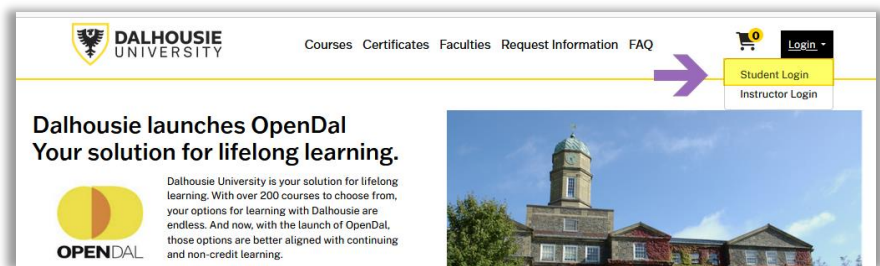 DALHOUSIE
UNIVERSITY
Courses Certificates Faculties Request Information FAQ
0
Login
Student Login
Instructor Login
Dalhousie launches OpenDal
Your solution for lifelong learning.
Dalhousie University is your solution for lifelong
learning. With over 200 courses to choose from,
your options for learning with Dalhousie are
endless. And now, with the launch of OpenDal,
those options are better aligned with continuing
and non-credit learning.
OPENDAL